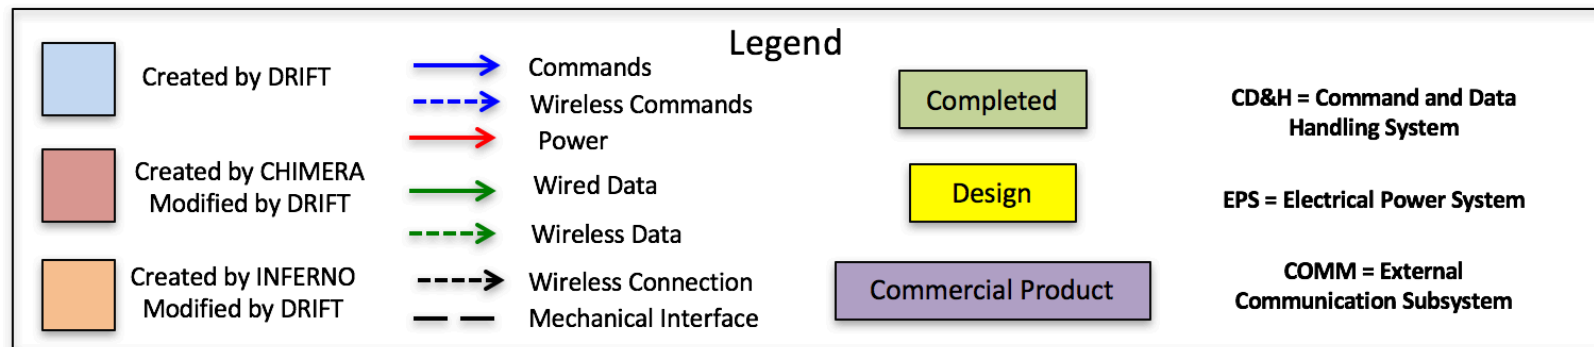 Legend
Created by DRIFT
Created by CHIMERA
Modified by DRIFT
Created by INFERNO
Modified by DRIFT
Commands
Wireless Commands
Power
Wired Data
Wireless Data
Wireless Connection
Mechanical Interface
Completed
Design
Commercial Product
CD&H = Command and Data
Handling System
EPS = Electrical Power System
COMM = External
Communication Subsystem